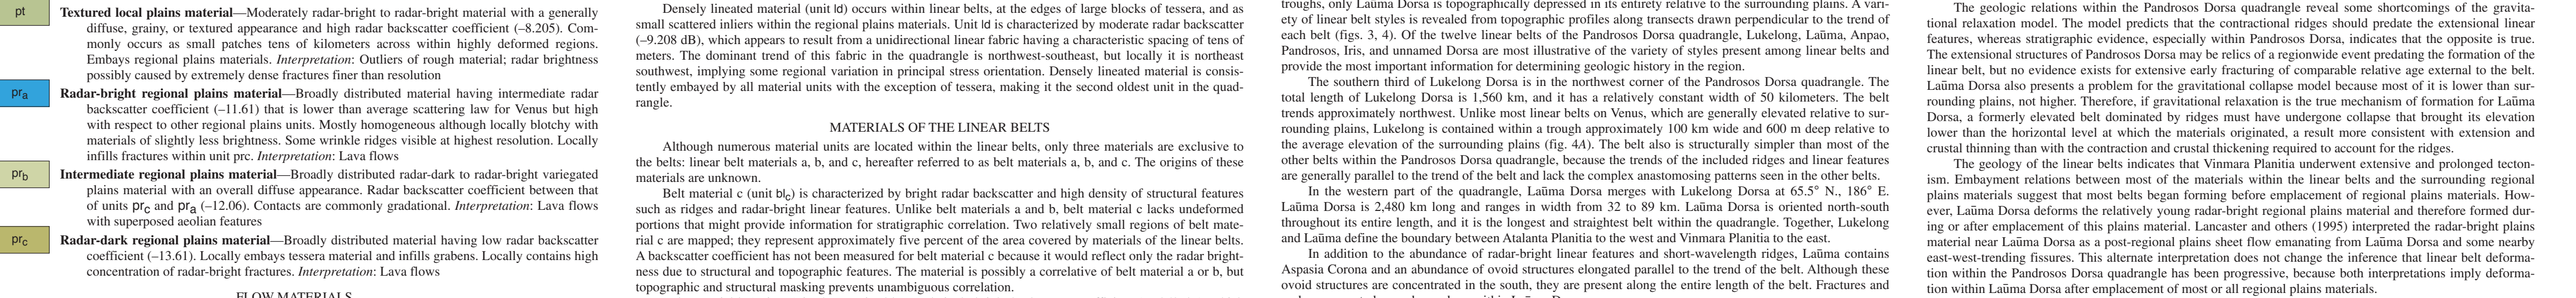 pt
Textured local plains material—Moderately radar-bright to radar-bright material with a generally
diffuse, grainy, or textured appearance and high radar backscatter coefficient (–8.205). Com-
monly occurs as small patches tens of kilometers across within highly deformed regions.
Embays regional plains materials. Interpretation: Outliers of rough material; radar brightness
possibly caused by extremely dense fractures finer than resolution
pra
Radar-bright regional plains material—Broadly distributed material having intermediate radar
backscatter coefficient (–11.61) that is lower than average scattering law for Venus but high
with respect to other regional plains units. Mostly homogeneous although locally blotchy with
materials of slightly less brightness. Some wrinkle ridges visible at highest resolution. Locally
infills fractures within unit prc. Interpretation: Lava flows
prb
Intermediate regional plains material—Broadly distributed radar-dark to radar-bright variegated
plains material with an overall diffuse appearance. Radar backscatter coefficient between that
of units prc and pra (–12.06). Contacts are commonly gradational. Interpretation: Lava flows
with superposed aeolian features
prc
Radar-dark regional plains material—Broadly distributed material having low radar backscatter
coefficient (–13.61). Locally embays tessera material and infills grabens. Locally contains high
concentration of radar-bright fractures. Interpretation: Lava flows
FLOW MATERIALS
Densely lineated material (unit ld) occurs within linear belts, at the edges of large blocks of tessera, and as
small scattered inliers within the regional plains materials. Unit ld is characterized by moderate radar backscatter
(–9.208 dB), which appears to result from a unidirectional linear fabric having a characteristic spacing of tens of
meters. The dominant trend of this fabric in the quadrangle is northwest-southeast, but locally it is northeast
southwest, implying some regional variation in principal stress orientation. Densely lineated material is consis-
tently embayed by all material units with the exception of tessera, making it the second oldest unit in the quad-
rangle.
MATERIALS OF THE LINEAR BELTS
Although numerous material units are located within the linear belts, only three materials are exclusive to
the belts: linear belt materials a, b, and c, hereafter referred to as belt materials a, b, and c. The origins of these
materials are unknown.
Belt material c (unit blc) is characterized by bright radar backscatter and high density of structural features
such as ridges and radar-bright linear features. Unlike belt materials a and b, belt material c lacks undeformed
portions that might provide information for stratigraphic correlation. Two relatively small regions of belt mate-
rial c are mapped; they represent approximately five percent of the area covered by materials of the linear belts.
A backscatter coefficient has not been measured for belt material c because it would reflect only the radar bright-
ness due to structural and topographic features. The material is possibly a correlative of belt material a or b, but
topographic and structural masking prevents unambiguous correlation.
troughs, only Laūma Dorsa is topographically depressed in its entirety relative to the surrounding plains. A vari-
ety of linear belt styles is revealed from topographic profiles along transects drawn perpendicular to the trend of
each belt (figs. 3, 4). Of the twelve linear belts of the Pandrosos Dorsa quadrangle, Lukelong, Laūma, Anpao,
Pandrosos, Iris, and unnamed Dorsa are most illustrative of the variety of styles present among linear belts and
provide the most important information for determining geologic history in the region.
The southern third of Lukelong Dorsa is in the northwest corner of the Pandrosos Dorsa quadrangle. The
total length of Lukelong Dorsa is 1,560 km, and it has a relatively constant width of 50 kilometers. The belt
trends approximately northwest. Unlike most linear belts on Venus, which are generally elevated relative to sur-
rounding plains, Lukelong is contained within a trough approximately 100 km wide and 600 m deep relative to
the average elevation of the surrounding plains (fig. 4A). The belt also is structurally simpler than most of the
other belts within the Pandrosos Dorsa quadrangle, because the trends of the included ridges and linear features
are generally parallel to the trend of the belt and lack the complex anastomosing patterns seen in the other belts.
In the western part of the quadrangle, Laūma Dorsa merges with Lukelong Dorsa at 65.5° N., 186° E.
Laūma Dorsa is 2,480 km long and ranges in width from 32 to 89 km. Laūma Dorsa is oriented north-south
throughout its entire length, and it is the longest and straightest belt within the quadrangle. Together, Lukelong
and Laūma define the boundary between Atalanta Planitia to the west and Vinmara Planitia to the east.
In addition to the abundance of radar-bright linear features and short-wavelength ridges, Laūma contains
Aspasia Corona and an abundance of ovoid structures elongated parallel to the trend of the belt. Although these
ovoid structures are concentrated in the south, they are present along the entire length of the belt. Fractures and
The geologic relations within the Pandrosos Dorsa quadrangle reveal some shortcomings of the gravita-
tional relaxation model. The model predicts that the contractional ridges should predate the extensional linear
features, whereas stratigraphic evidence, especially within Pandrosos Dorsa, indicates that the opposite is true.
The extensional structures of Pandrosos Dorsa may be relics of a regionwide event predating the formation of the
linear belt, but no evidence exists for extensive early fracturing of comparable relative age external to the belt.
Laūma Dorsa also presents a problem for the gravitational collapse model because most of it is lower than sur-
rounding plains, not higher. Therefore, if gravitational relaxation is the true mechanism of formation for Laūma
Dorsa, a formerly elevated belt dominated by ridges must have undergone collapse that brought its elevation
lower than the horizontal level at which the materials originated, a result more consistent with extension and
crustal thinning than with the contraction and crustal thickening required to account for the ridges.
The geology of the linear belts indicates that Vinmara Planitia underwent extensive and prolonged tecton-
ism. Embayment relations between most of the materials within the linear belts and the surrounding regional
plains materials suggest that most belts began forming before emplacement of regional plains materials. How-
ever, Laūma Dorsa deforms the relatively young radar-bright regional plains material and therefore formed dur-
ing or after emplacement of this plains material. Lancaster and others (1995) interpreted the radar-bright plains
material near Laūma Dorsa as a post-regional plains sheet flow emanating from Laūma Dorsa and some nearby
east-west-trending fissures. This alternate interpretation does not change the inference that linear belt deforma-
tion within the Pandrosos Dorsa quadrangle has been progressive, because both interpretations imply deforma-
tion within Laūma Dorsa after emplacement of most or all regional plains materials.